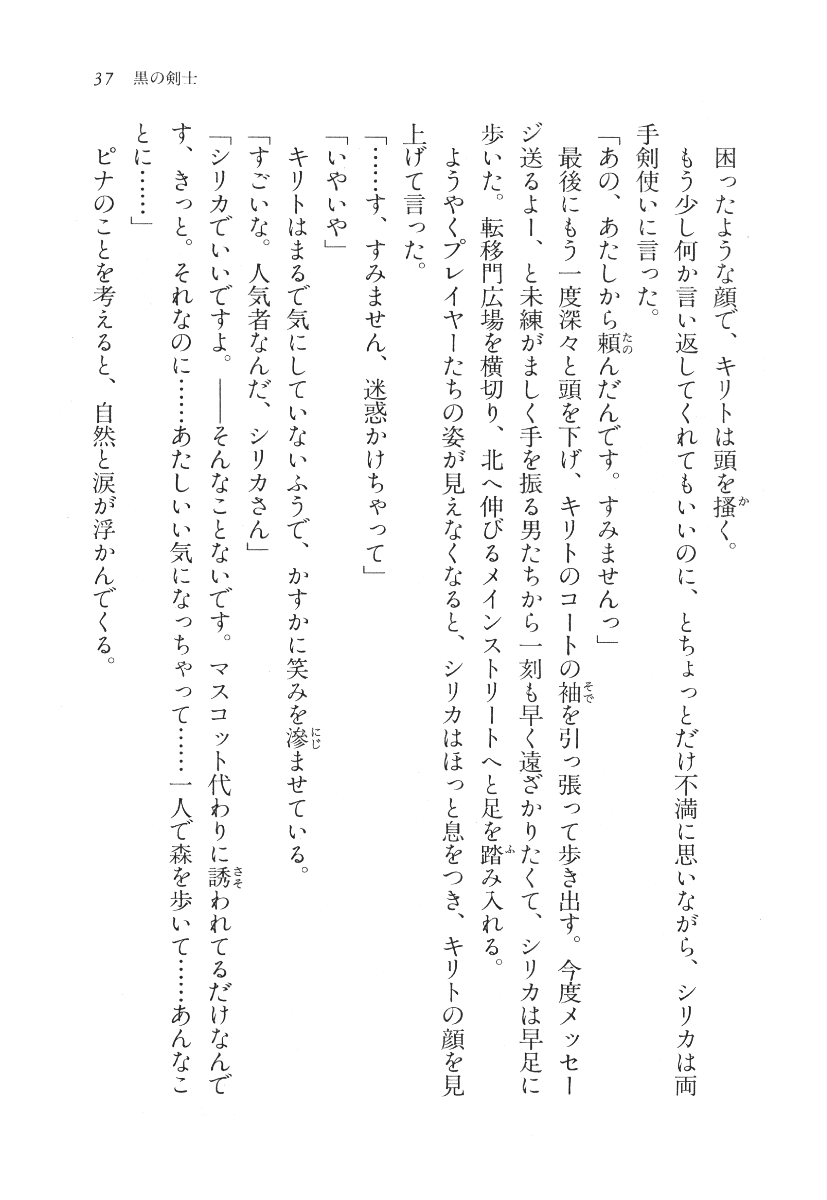 37 黒の剣士
困ったような顔で、キリトは頭を掻く。
もう少し何か言い返してくれてもいいのに、とちょっとだけ不満に思いながら、シリカは両
手剣使いに言った。
「あの、あたしから頼んだんです。すみませんっ」
最後にもう一度深々と頭を下げ、キリトのコートの袖を引っ張って歩き出す。今度メッセー
ジ送るよー、と未練がましく手を振る男たちから一刻も早く遠ざかりたくて、シリカは早足に
歩いた。転移門広場を横切り、北へ伸びるメインストリートへと足を踏み入れる。
ようやくプレイヤーたちの姿が見えなくなると、シリカはほっと息をつき、キリトの顔を見
上げて言った。
「……す、すみません、迷惑かけちゃって」
「いやいや」
キリトはまるで気にしていないふうで、かすかに笑みを滲ませている。
「すごいな。人気者なんだ、シリカさん」
「シリカでいいですよ。――そんなことないです。マスコット代わりに誘われてるだけなんで
す、きっと。それなのに……あたしいい気になっちゃって……一人で森を歩いて……あんなこ
とに……」
ピナのことを考えると、自然と涙が浮かんでくる。